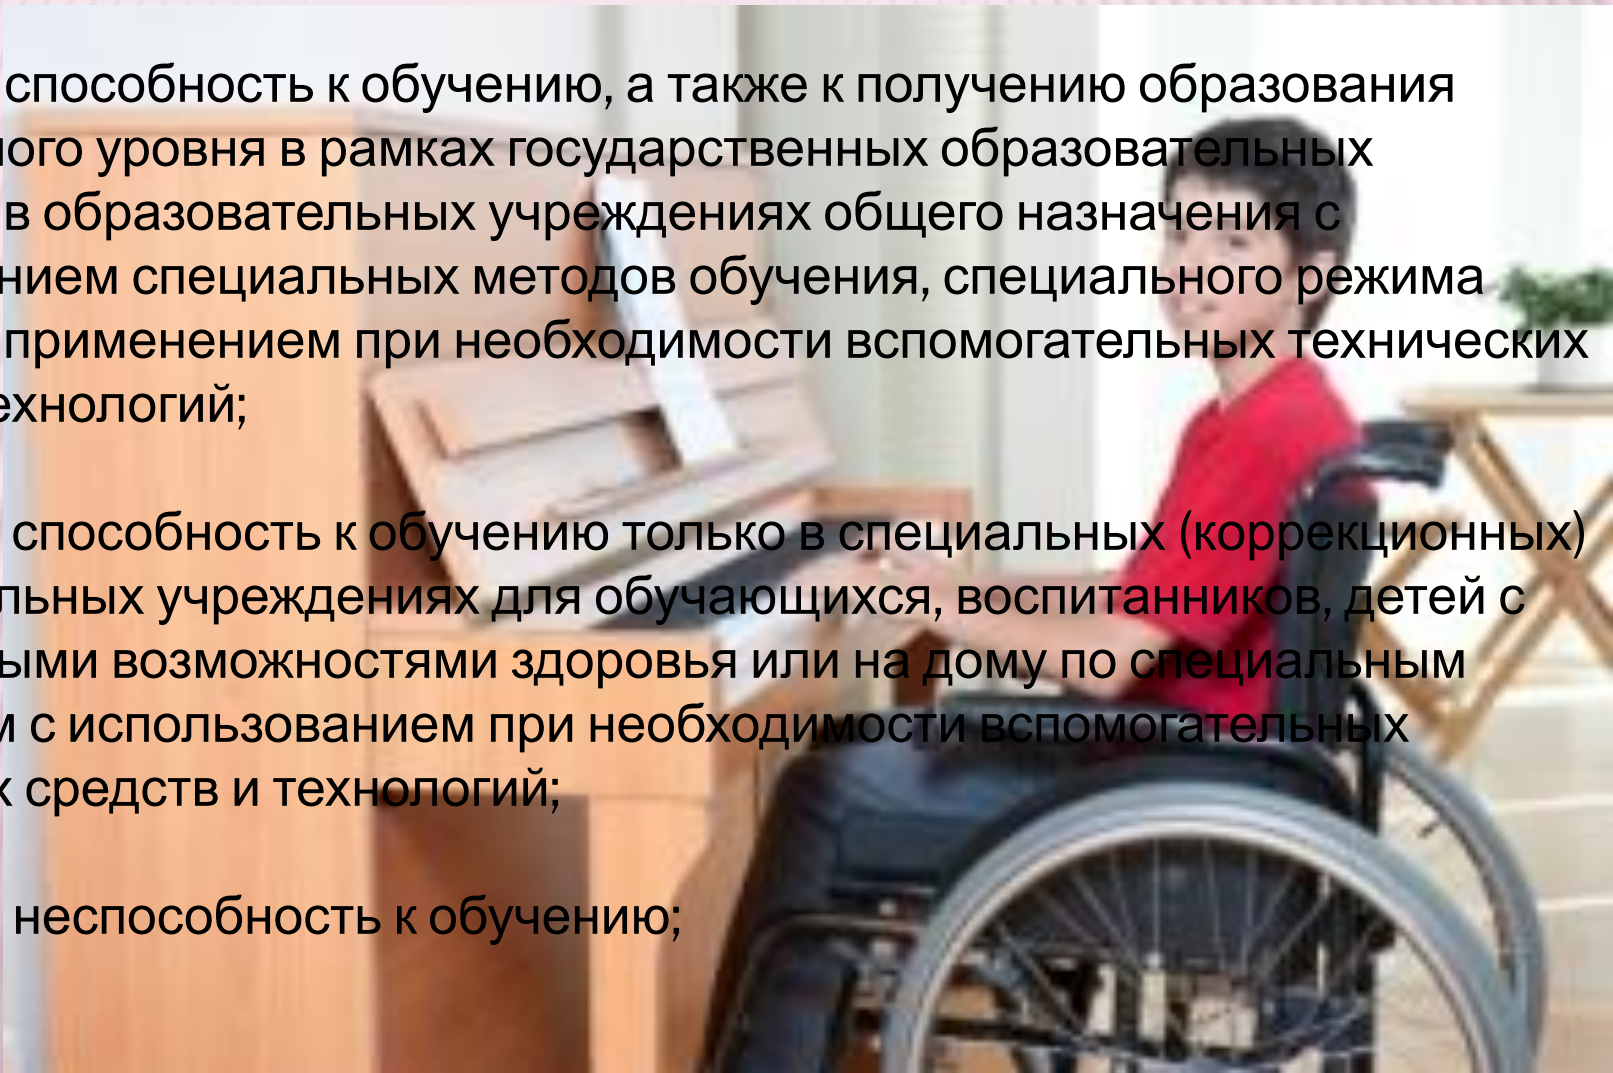 способность к обучению, а также к получению образования
ного уровня в рамках государственных образовательных
в образовательных учреждениях общего назначения с
нием специальных методов обучения, специального режима
применением при необходимости вспомогательных технических
ехнологий;
способность к обучению только в специальных (коррекционных)
льных учреждениях для обучающихся, воспитанников, детей с
ыми возможностями здоровья или на дому по специальным
м с использованием при необходимости вспомогательных
х средств и технологий;
неспособность к обучению;